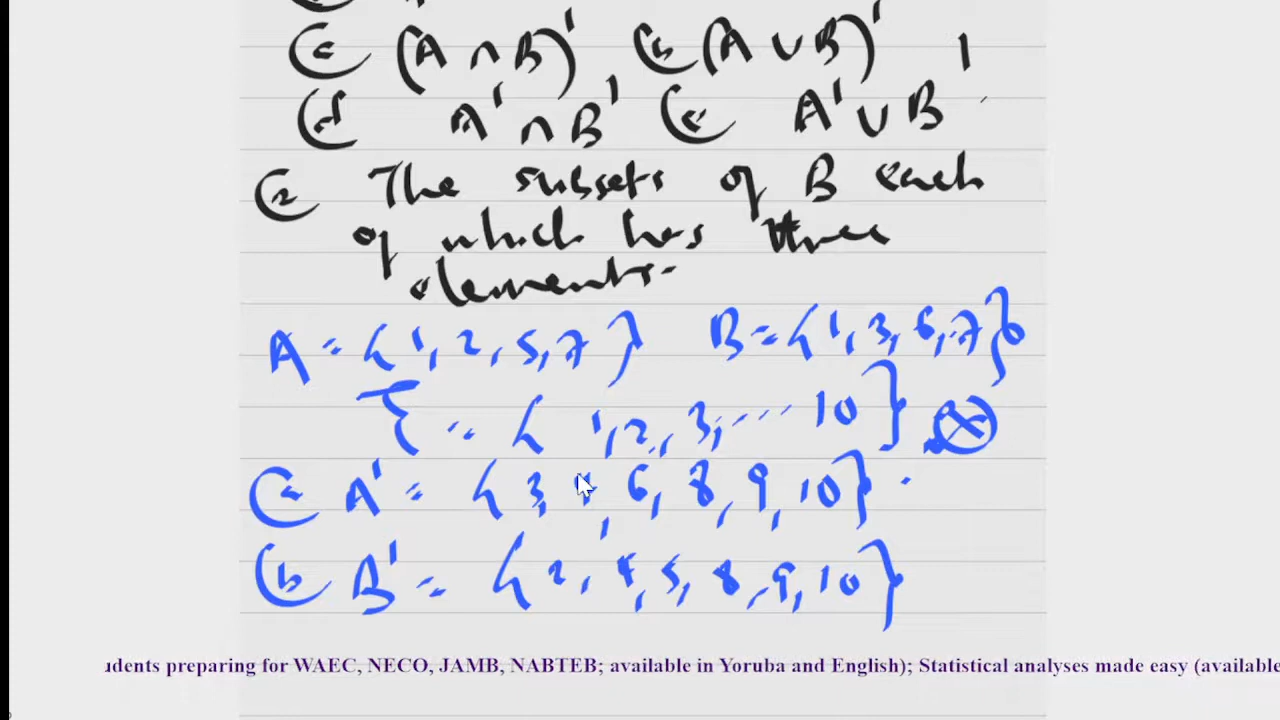 (c) (A ∩ B)' (b) (A ∪ B)'
(d) A' ∩ B' (e) A' ∪ B'
(2) The subsets of B each
of which has three
elements.
A = {1, 2, 5, 7} B = {1, 3, 6, 7}
ξ = {1, 2, 3, ... 10}
(a) A' = {3, 4, 6, 8, 9, 10}.
(b) B' = {2, 4, 5, 8, 9, 10}
udents preparing for WAEC, NECO, JAMB, NABTEB; available in Yoruba and English); Statistical analyses made easy (available